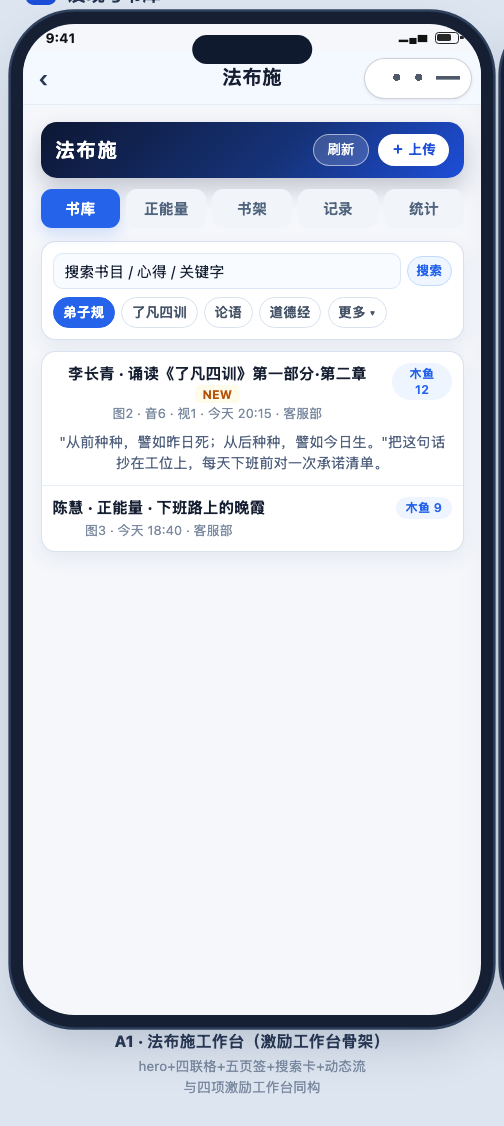 9:41
‹ 法布施
法布施 刷新 + 上传
书库 正能量 书架 记录 统计
搜索书目 / 心得 / 关键字 搜索
弟子规 了凡四训 论语 道德经 更多 ▾
李长青 · 诵读《了凡四训》第一部分·第二章 木鱼
NEW 12
图2 · 音6 · 视1 · 今天 20:15 · 客服部
"从前种种，譬如昨日死；从后种种，譬如今日生。"把这句话
抄在工位上，每天下班前对一次承诺清单。
陈慧 · 正能量 · 下班路上的晚霞 木鱼 9
图3 · 今天 18:40 · 客服部
A1 · 法布施工作台（激励工作台骨架）
hero+四联格+五页签+搜索卡+动态流
与四项激励工作台同构